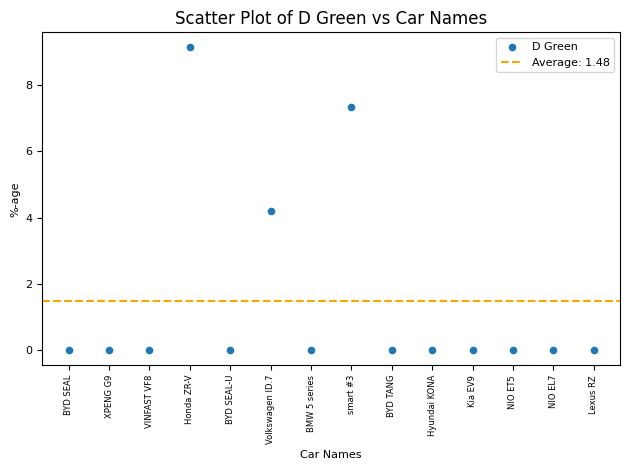 Scatter Plot of D Green vs Car Names
D Green
Average: 1.48
%-age
8
6
4
2
0
BYD SEAL
XPENG G9
VINFAST VF8
Honda ZR-V
BYD SEAL-U
Volkswagen ID.7
BMW 5 series
smart #3
BYD TANG
Hyundai KONA
Kia EV9
NIO ET5
NIO EL7
Lexus RZ
Car Names